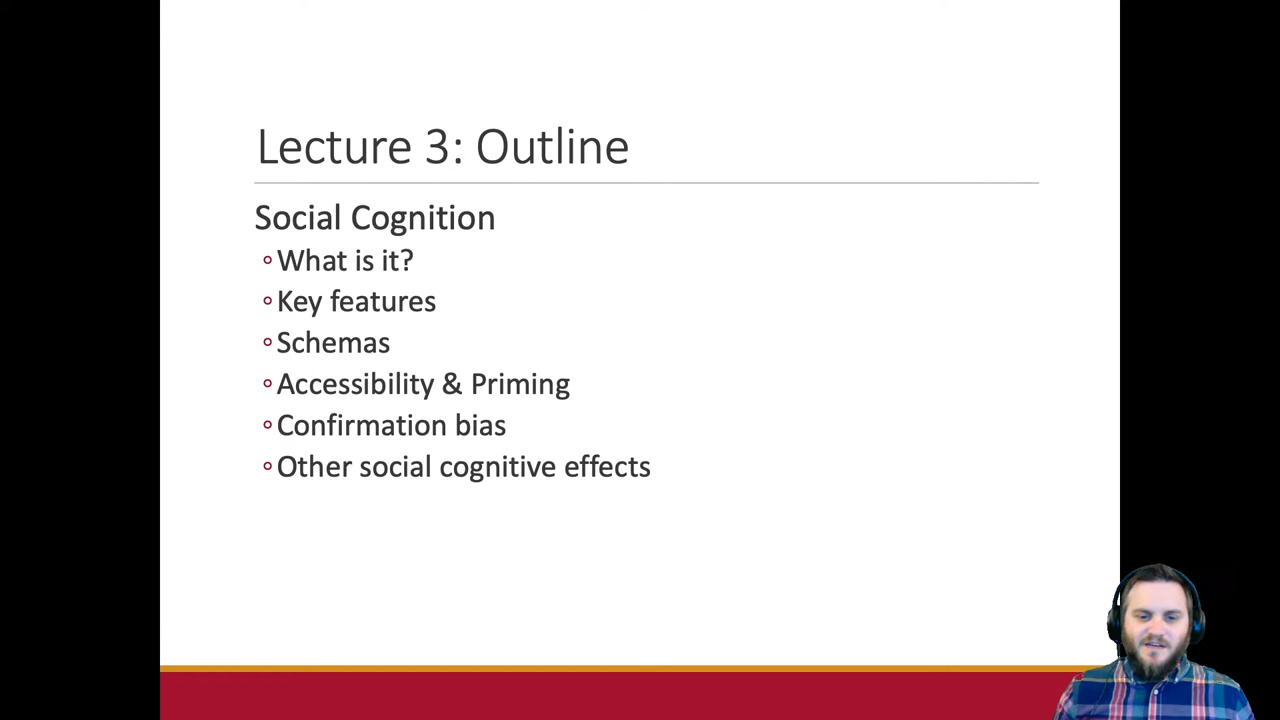 Lecture 3: Outline
Social Cognition
◦What is it?
◦Key features
◦Schemas
◦Accessibility & Priming
◦Confirmation bias
◦Other social cognitive effects